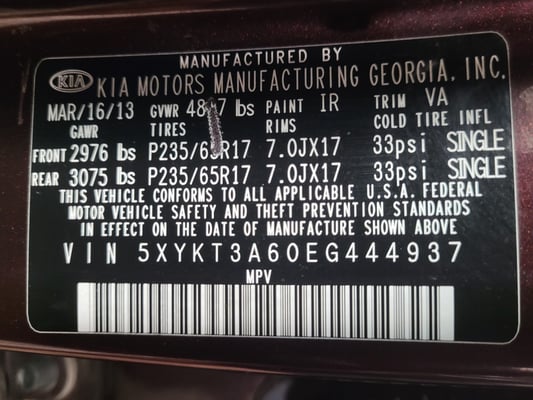 MANUFACTURED BY
KIA KIA MOTORS MANUFACTURING GEORGIA, INC.
MAR/16/13 GVWR lbs PAINT IR TRIM VA
GAWR TIRES RIMS COLD TIRE INFL
FRONT 2976 lbs P235/65R17 7.0JX17 33psi SINGLE
REAR 3075 lbs P235/65R17 7.0JX17 33psi SINGLE
THIS VEHICLE CONFORMS TO ALL APPLICABLE U.S.A. FEDERAL
MOTOR VEHICLE SAFETY AND THEFT PREVENTION STANDARDS
IN EFFECT ON THE DATE OF MANUFACTURE SHOWN ABOVE
VIN 5XYKT3A60EG444937
MPV